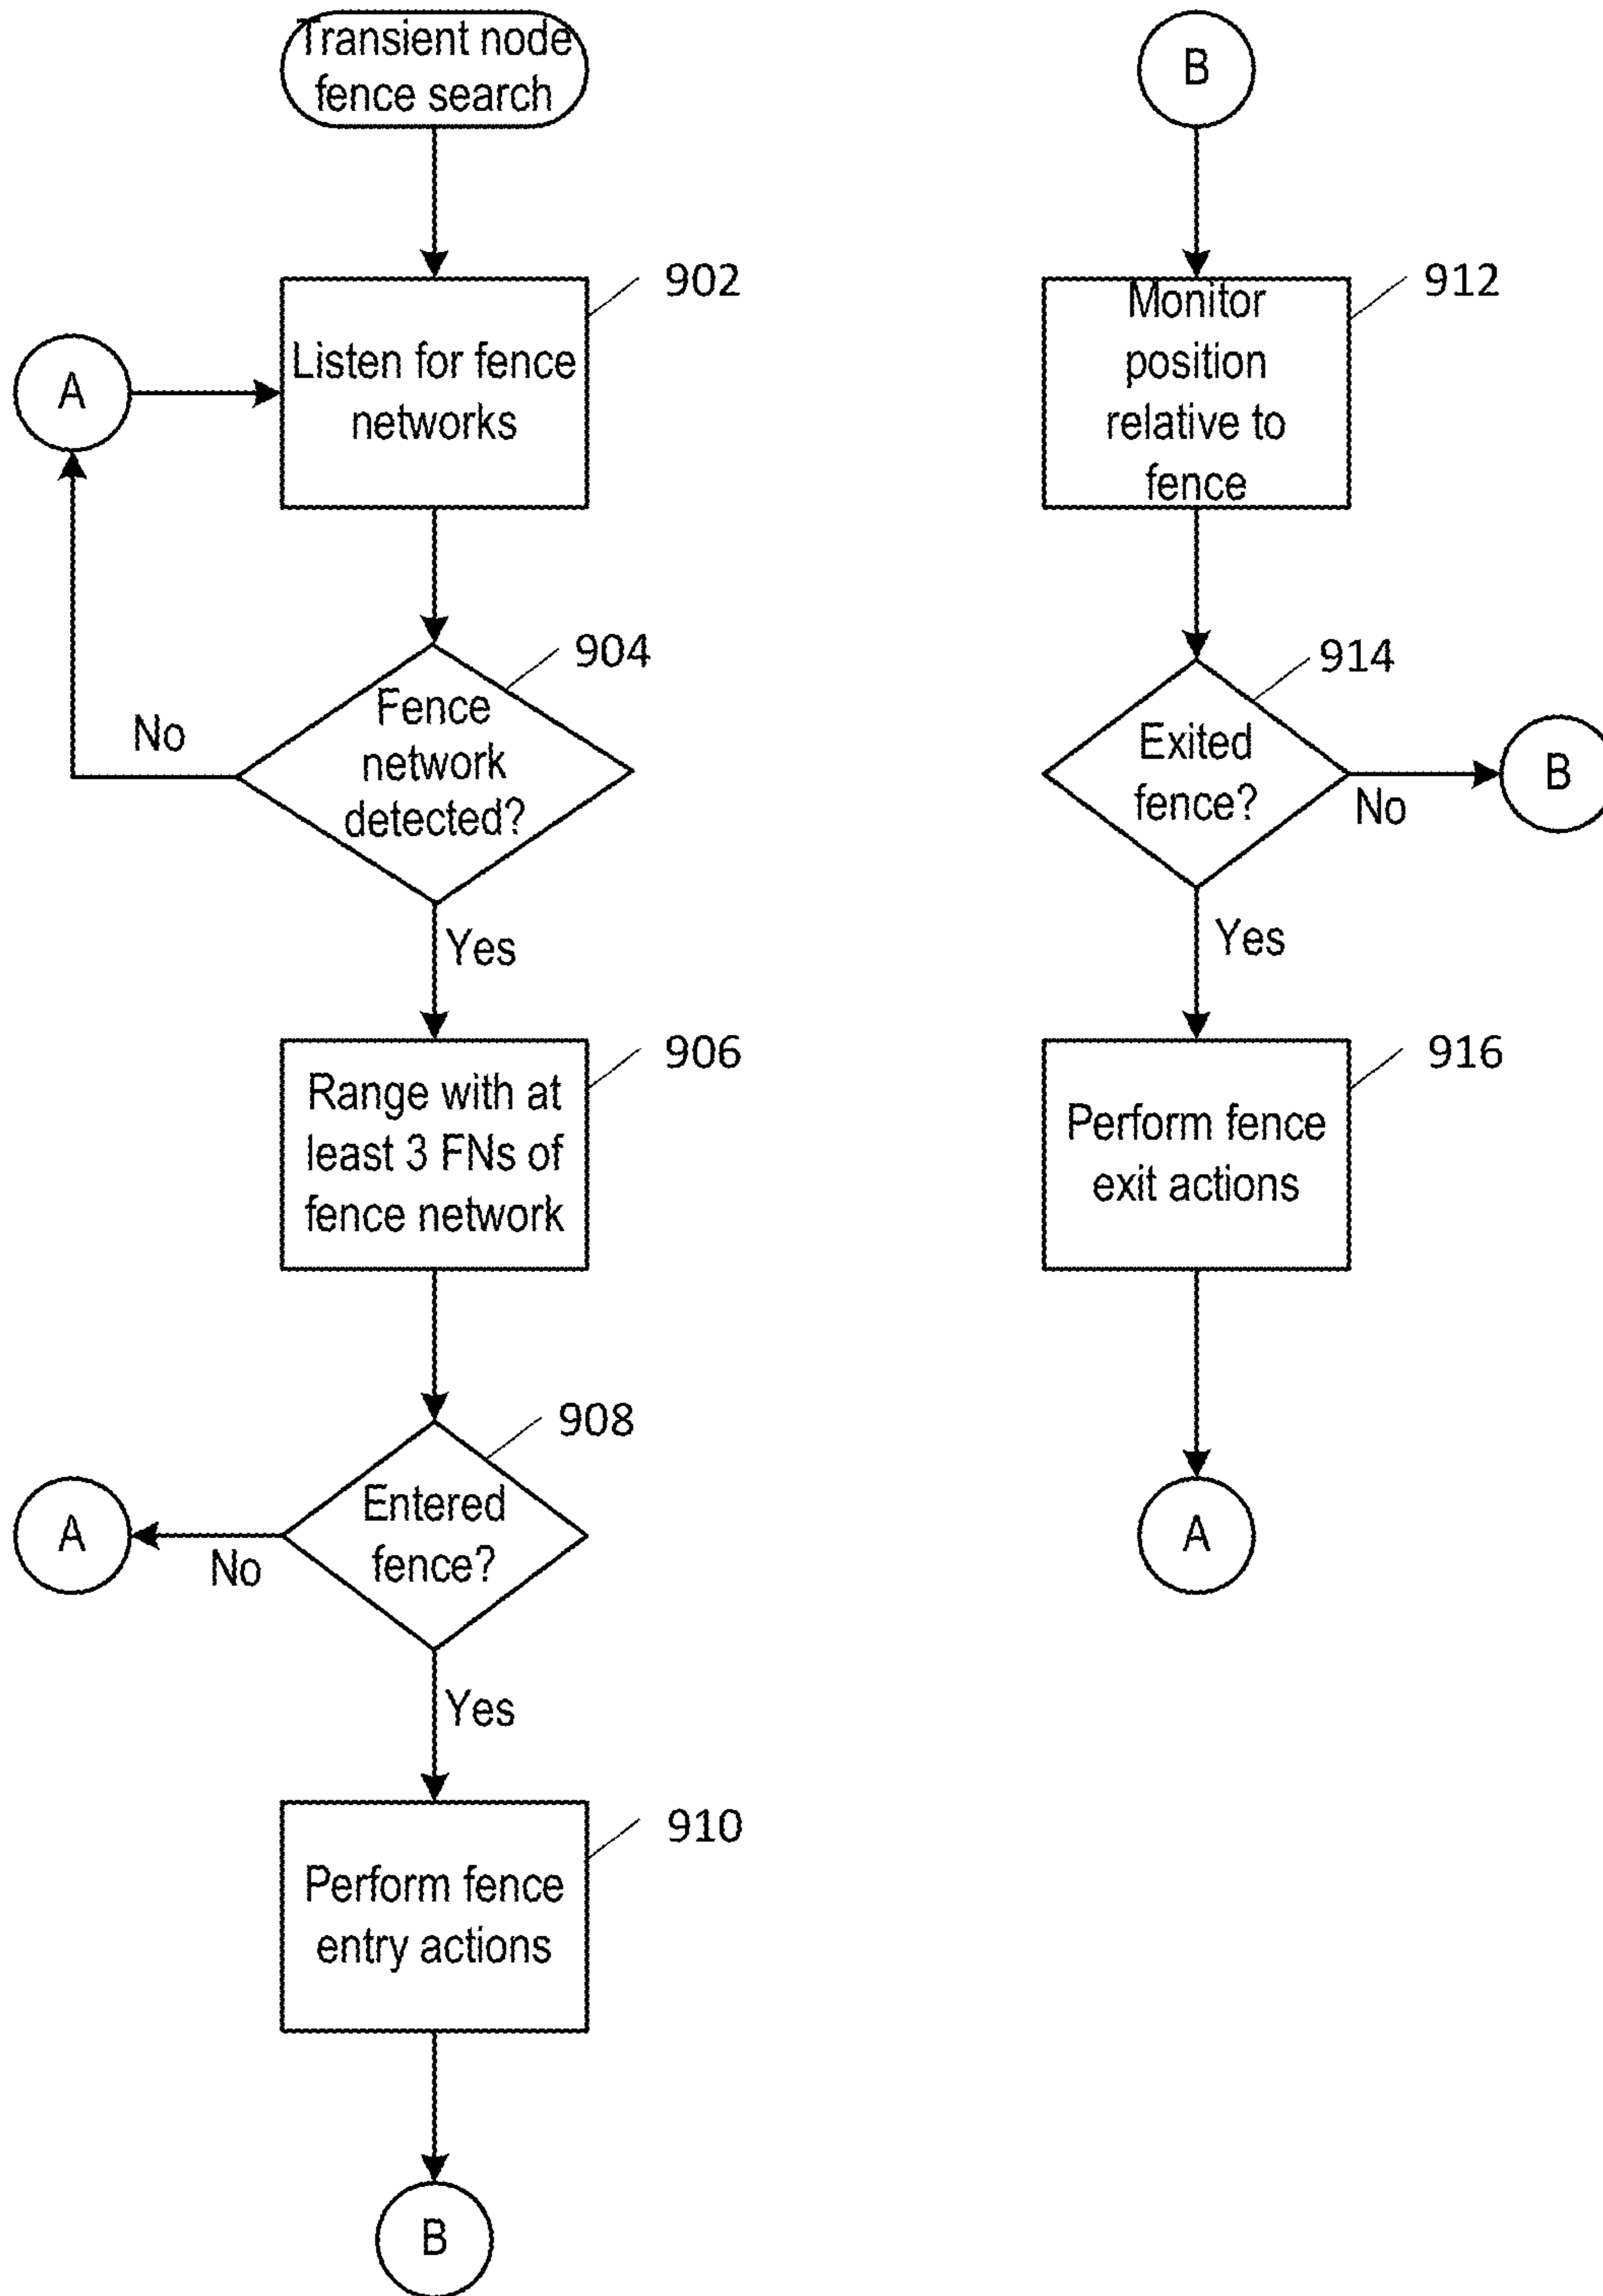 Transient node
fence search
902
Listen for fence
networks
A
904
Fence
network
detected?
No
Yes
906
Range with at
least 3 FNs of
fence network
908
Entered
fence?
A
No
Yes
910
Perform fence
entry actions
B
B
912
Monitor
position
relative to
fence
914
Exited
fence?
No
B
Yes
916
Perform fence
exit actions
A